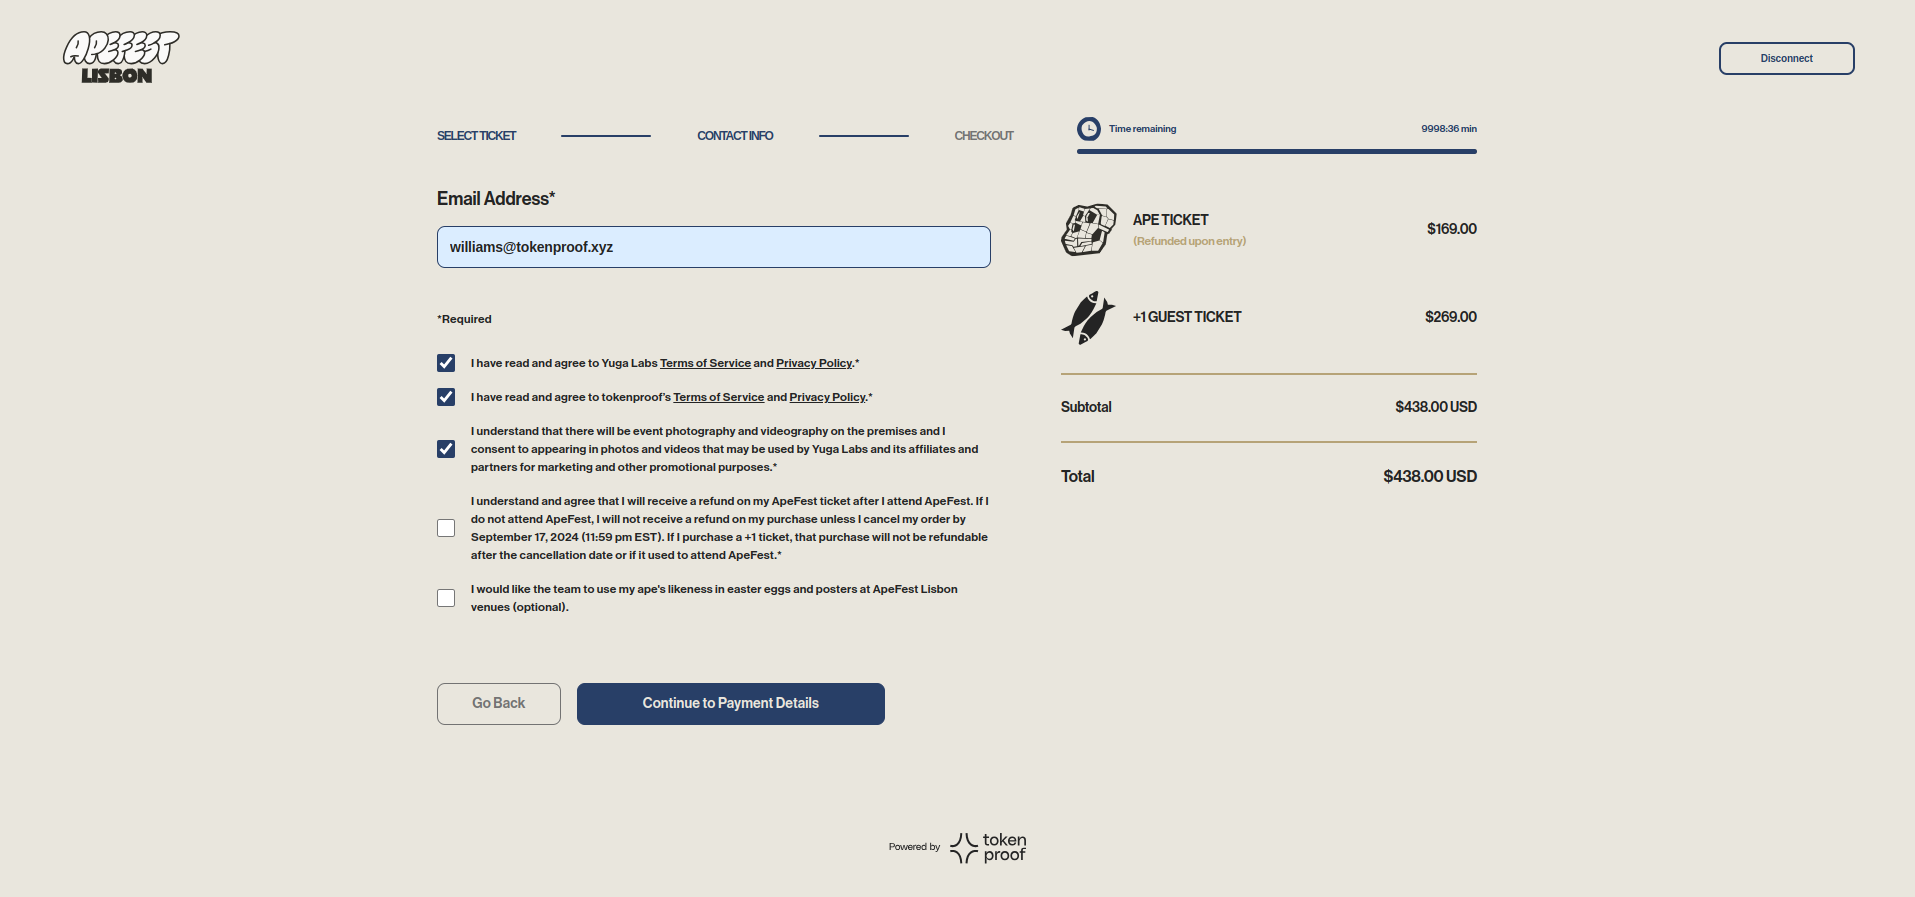 APEFEST
LISBON
Disconnect
SELECT TICKET
CONTACT INFO
CHECKOUT
Time remaining
9998:36 min
Email Address*
williams@tokenproof.xyz
*Required
I have read and agree to Yuga Labs Terms of Service and Privacy Policy.*
I have read and agree to tokenproof's Terms of Service and Privacy Policy.*
I understand that there will be event photography and videography on the premises and I
consent to appearing in photos and videos that may be used by Yuga Labs and its affiliates and
partners for marketing and other promotional purposes.*
I understand and agree that I will receive a refund on my ApeFest ticket after I attend ApeFest. If I
do not attend ApeFest, I will not receive a refund on my purchase unless I cancel my order by
September 17, 2024 (11:59 pm EST). If I purchase a +1 ticket, that purchase will not be refundable
after the cancellation date or if it used to attend ApeFest.*
I would like the team to use my ape's likeness in easter eggs and posters at ApeFest Lisbon
venues (optional).
Go Back
Continue to Payment Details
APE TICKET
(Refunded upon entry)
$169.00
+1 GUEST TICKET
$269.00
Subtotal
$438.00 USD
Total
$438.00 USD
Powered by
token
proof